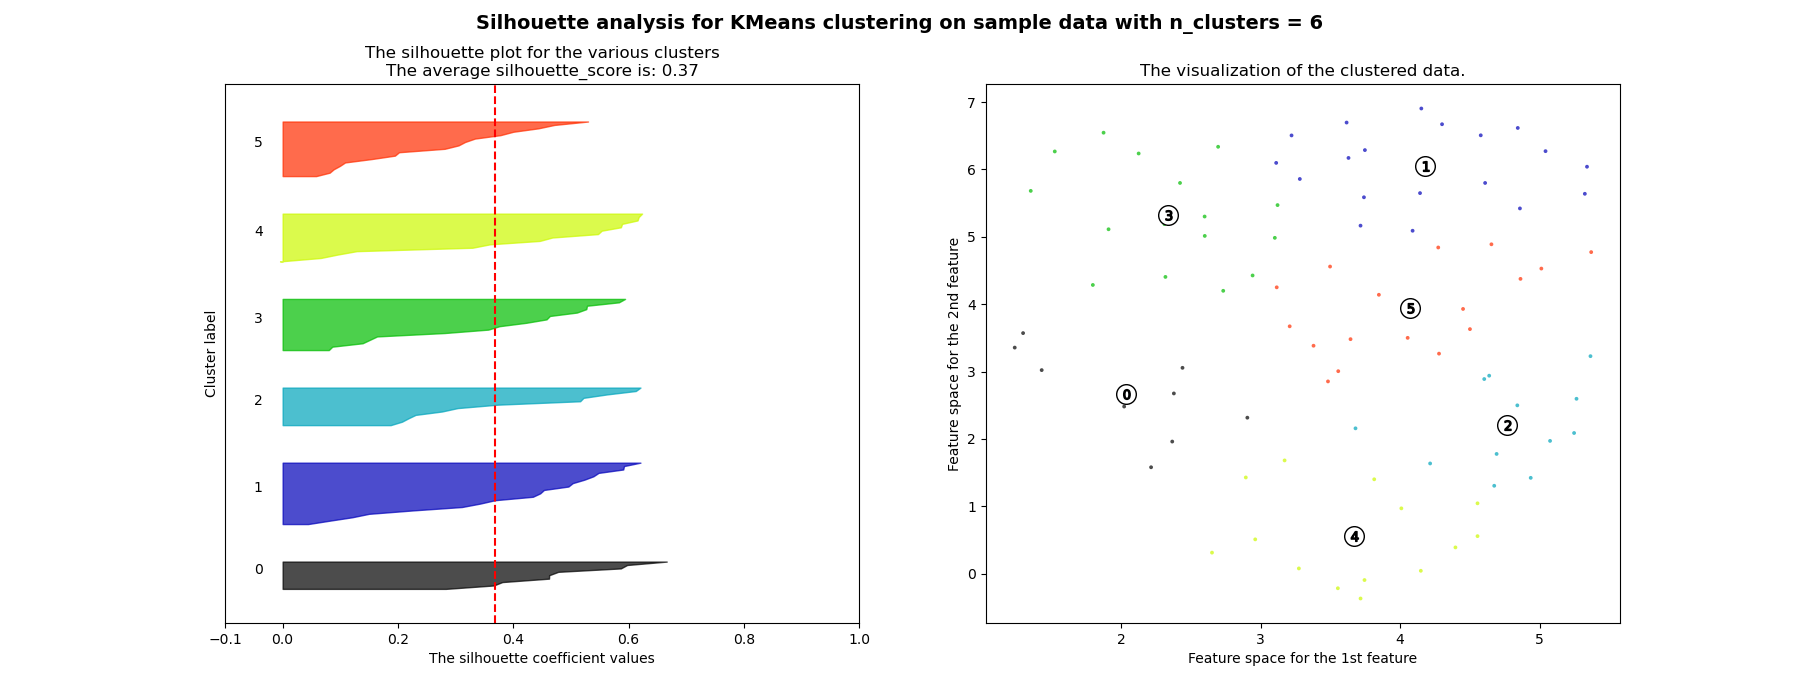 Silhouette analysis for KMeans clustering on sample data with n_clusters = 6
The silhouette plot for the various clusters
The average silhouette_score is: 0.37
5
4
3
2
1
0
Cluster label
−0.1 0.0 0.2 0.4 0.6 0.8 1.0
The silhouette coefficient values
The visualization of the clustered data.
7
6
5
4
3
2
1
0
Feature space for the 2nd feature
1
3
5
0
2
4
2 3 4 5
Feature space for the 1st feature